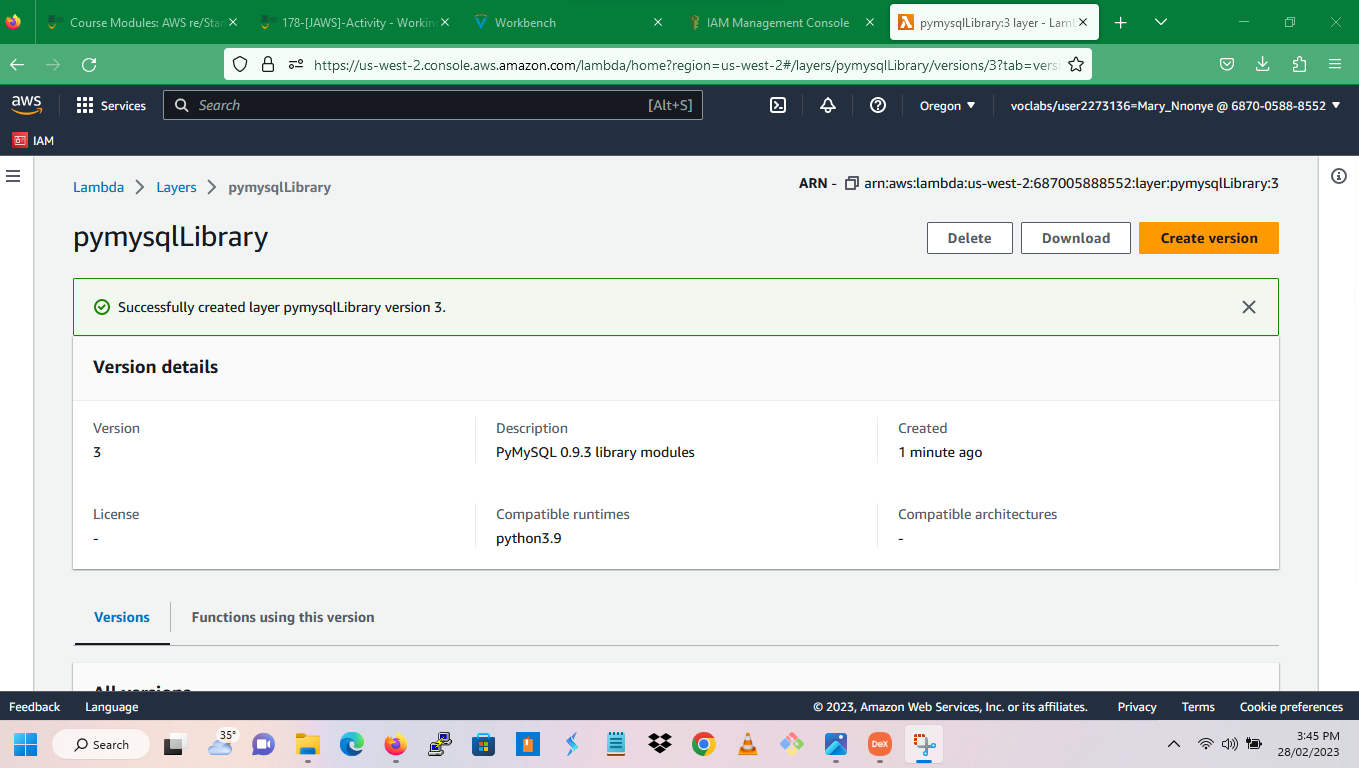 Course Modules: AWS re/Star
178-[JAWS]-Activity - Workin
Workbench
IAM Management Console
pymysqlLibrary:3 layer - Lam
https://us-west-2.console.aws.amazon.com/lambda/home?region=us-west-2#/layers/pymysqlLibrary/versions/3?tab=versi
aws
Services
Search
[Alt+S]
Oregon
voclabs/user2273136=Mary_Nnonye @ 6870-0588-8552
IAM
Lambda
Layers
pymysqlLibrary
ARN - arn:aws:lambda:us-west-2:687005888552:layer:pymysqlLibrary:3
pymysqlLibrary
Delete
Download
Create version
Successfully created layer pymysqlLibrary version 3.
Version details
Version
3
Description
PyMySQL 0.9.3 library modules
Created
1 minute ago
License
-
Compatible runtimes
python3.9
Compatible architectures
-
Versions
Functions using this version
All versions
Feedback
Language
© 2023, Amazon Web Services, Inc. or its affiliates.
Privacy
Terms
Cookie preferences
Search
35°
DeX
3:45 PM
28/02/2023